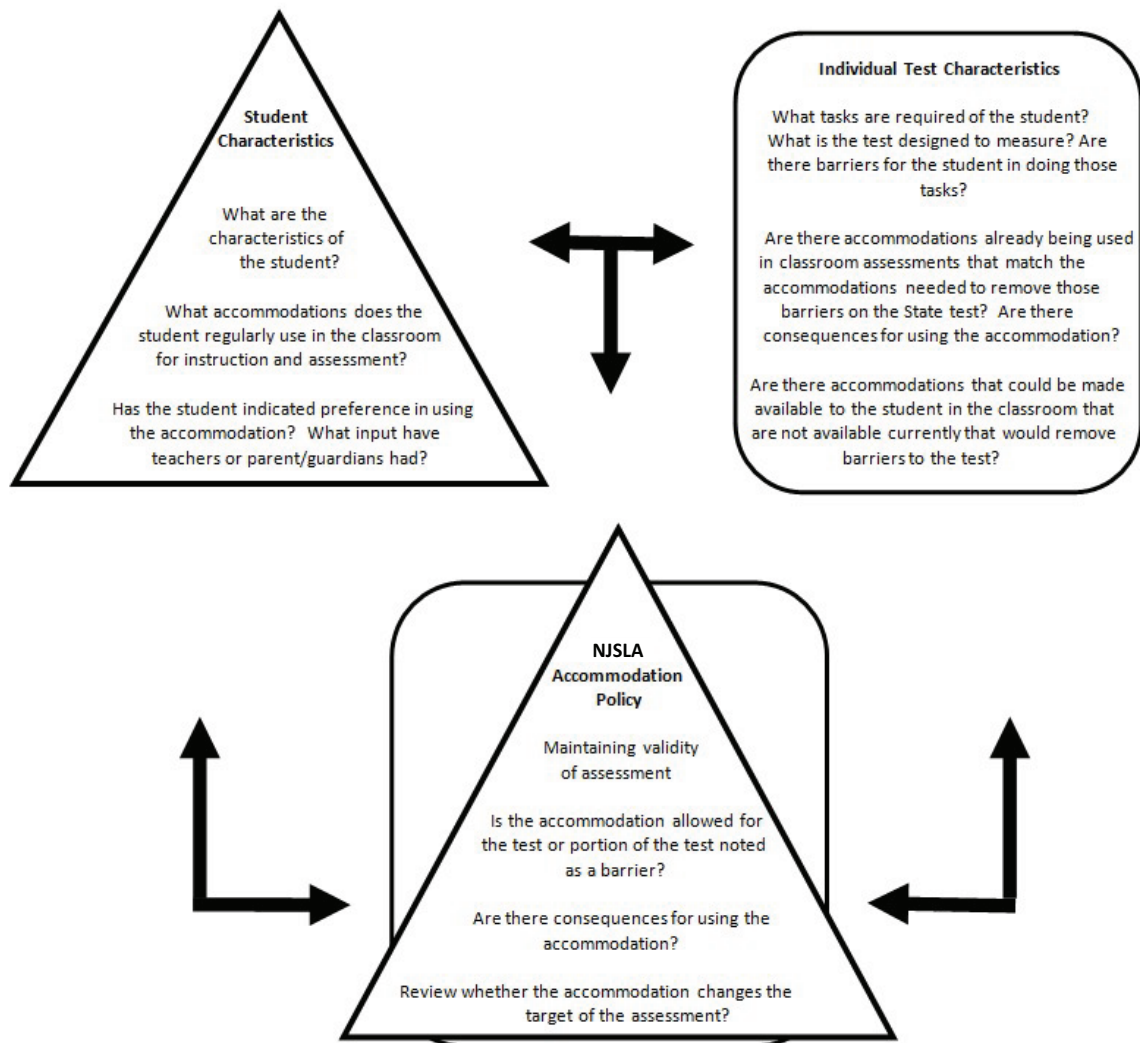 Student
Characteristics
What are the
characteristics of
the student?
What accommodations does the
student regularly use in the classroom
for instruction and assessment?
Has the student indicated preference in using
the accommodation? What input have
teachers or parent/guardians had?
Individual Test Characteristics
What tasks are required of the student?
What is the test designed to measure? Are
there barriers for the student in doing those
tasks?
Are there accommodations already being used
in classroom assessments that match the
accommodations needed to remove those
barriers on the State test? Are there
consequences for using the accommodation?
Are there accommodations that could be made
available to the student in the classroom that
are not available currently that would remove
barriers to the test?
NJSLA
Accommodation
Policy
Maintaining validity
of assessment
Is the accommodation allowed for
the test or portion of the test noted
as a barrier?
Are there consequences for using the
accommodation?
Review whether the accommodation changes the
target of the assessment?